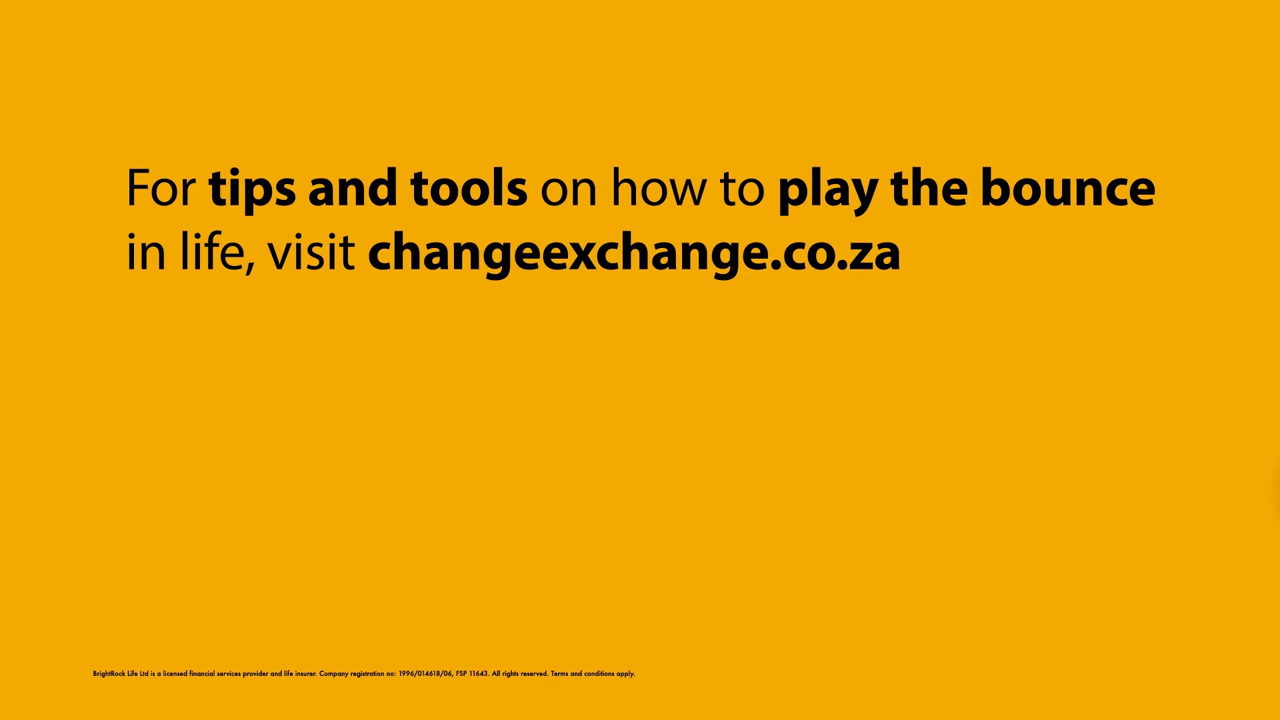 For tips and tools on how to play the bounce
in life, visit changeexchange.co.za
BrightRock Life Ltd is a licensed financial services provider and life insurer. Company registration no: 1996/014618/06, FSP 11643. All rights reserved. Terms and conditions apply.